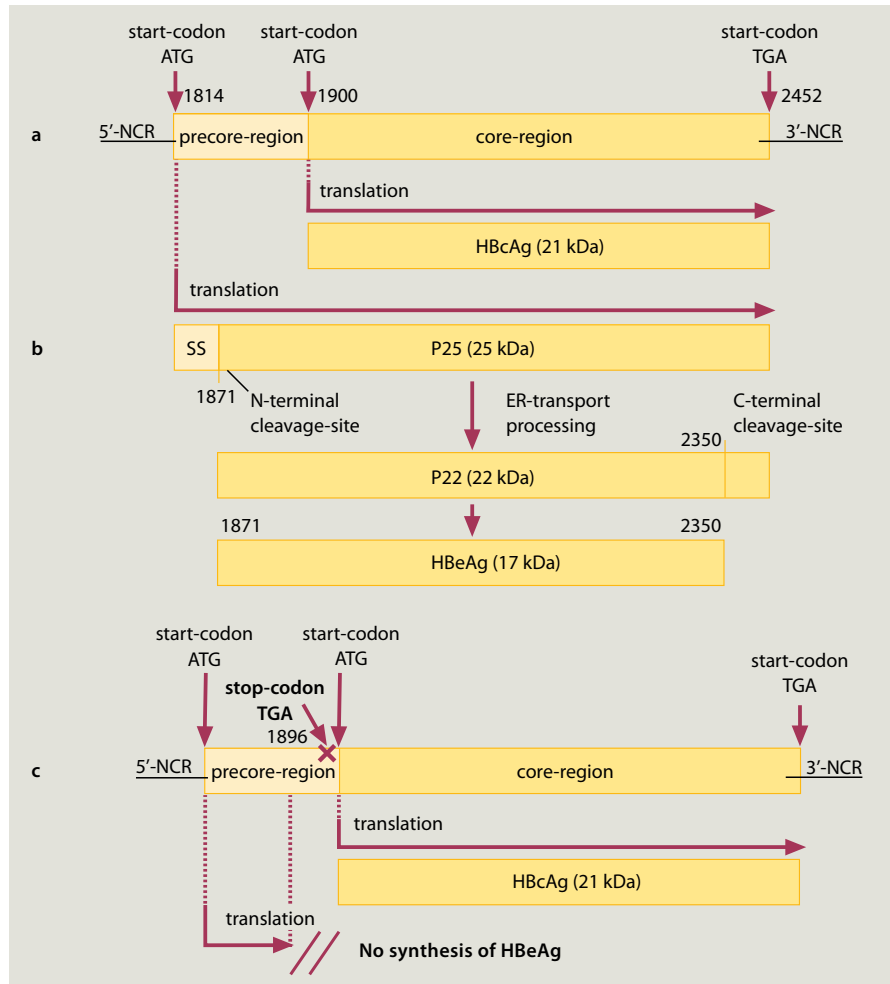 start-codon
ATG
start-codon
ATG
start-codon
TGA
1814
1900
2452
a
5’-NCR
precore-region
core-region
3’-NCR
translation
HBcAg (21 kDa)
translation
b
SS
P25 (25 kDa)
1871
N-terminal
cleavage-site
ER-transport
processing
C-terminal
cleavage-site
2350
P22 (22 kDa)
1871
2350
HBeAg (17 kDa)
start-codon
ATG
start-codon
ATG
start-codon
TGA
stop-codon
TGA
1896
c
5’-NCR
precore-region
core-region
3’-NCR
translation
HBcAg (21 kDa)
translation
No synthesis of HBeAg